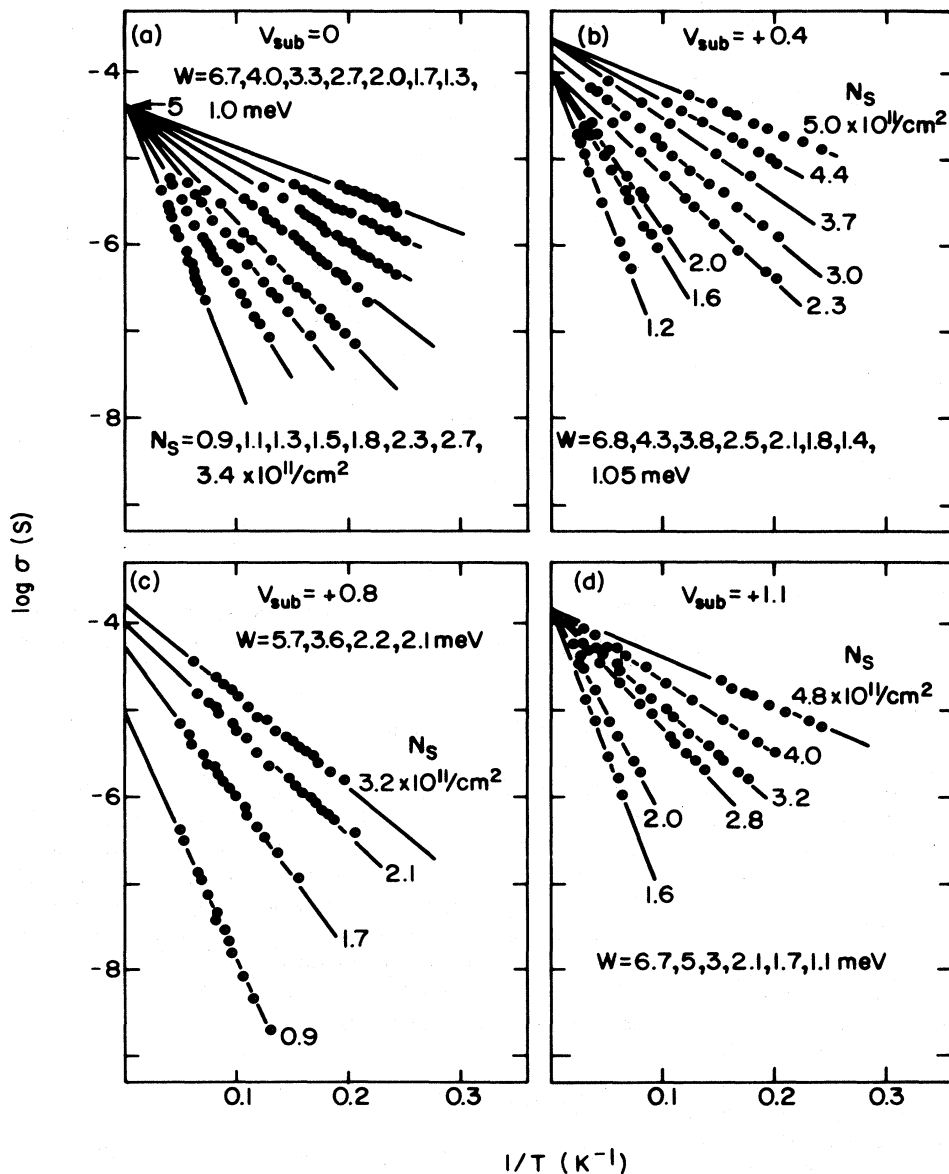 (a)
V_sub = 0
W = 6.7, 4.0, 3.3, 2.7, 2.0, 1.7, 1.3,
1.0 meV
5
N_S = 0.9, 1.1, 1.3, 1.5, 1.8, 2.3, 2.7,
3.4 x 10^11/cm^2
-4
-6
-8
(b)
V_sub = +0.4
N_S
5.0 x 10^11/cm^2
4.4
3.7
3.0
2.3
2.0
1.6
1.2
W = 6.8, 4.3, 3.8, 2.5, 2.1, 1.8, 1.4,
1.05 meV
log σ (S)
(c)
V_sub = +0.8
W = 5.7, 3.6, 2.2, 2.1 meV
N_S
3.2 x 10^11/cm^2
2.1
1.7
0.9
-4
-6
-8
0.1 0.2 0.3
(d)
V_sub = +1.1
N_S
4.8 x 10^11/cm^2
4.0
3.2
2.8
2.0
1.6
W = 6.7, 5, 3, 2.1, 1.7, 1.1 meV
0.1 0.2 0.3
1/T (K^-1)